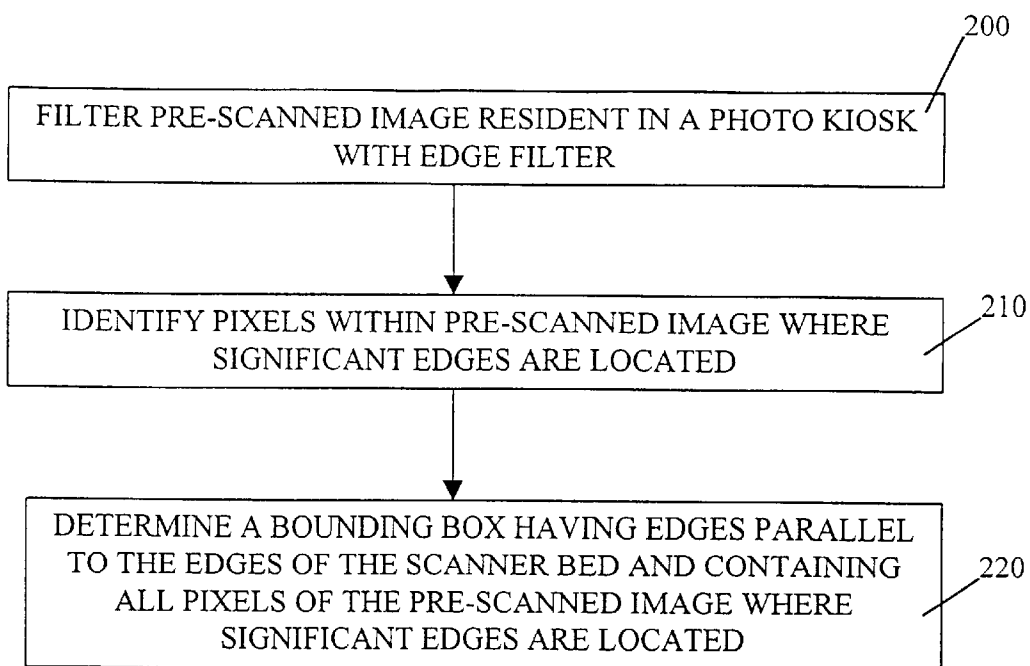 200
FILTER PRE-SCANNED IMAGE RESIDENT IN A PHOTO KIOSK
WITH EDGE FILTER
IDENTIFY PIXELS WITHIN PRE-SCANNED IMAGE WHERE
SIGNIFICANT EDGES ARE LOCATED
210
DETERMINE A BOUNDING BOX HAVING EDGES PARALLEL
TO THE EDGES OF THE SCANNER BED AND CONTAINING
ALL PIXELS OF THE PRE-SCANNED IMAGE WHERE
SIGNIFICANT EDGES ARE LOCATED
220